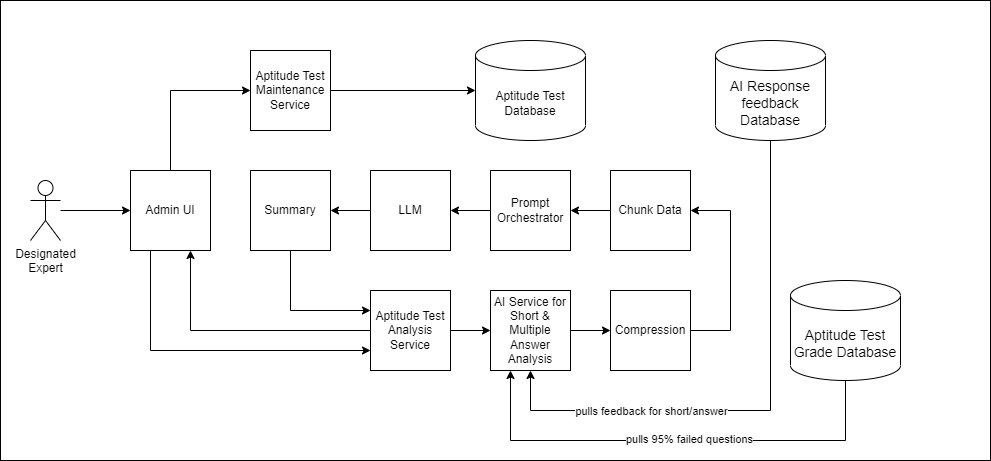 Aptitude Test
Maintenance
Service
Aptitude Test
Database
AI Response
feedback
Database
Designated
Expert
Admin UI
Summary
LLM
Prompt
Orchestrator
Chunk Data
Aptitude Test
Analysis
Service
AI Service for
Short &
Multiple
Answer
Analysis
Compression
Aptitude Test
Grade Database
pulls feedback for short/answer
pulls 95% failed questions